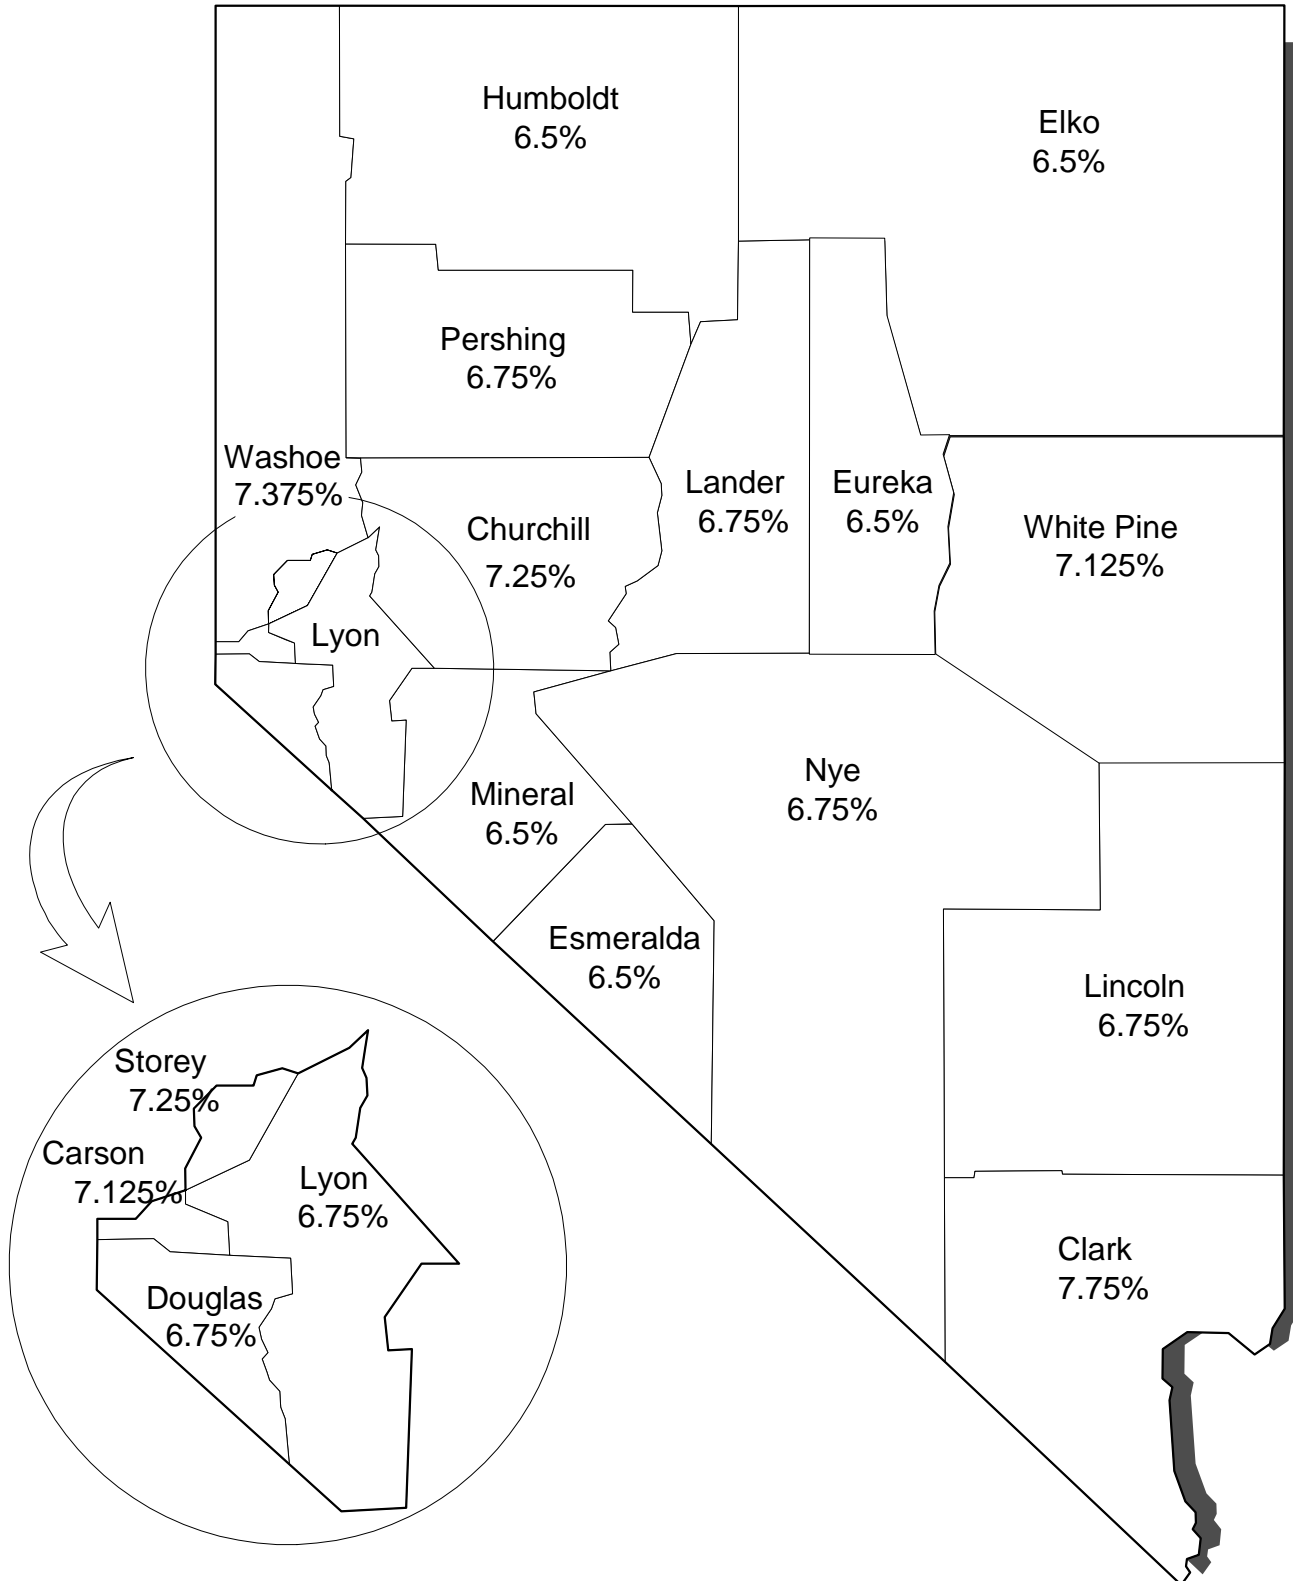 Humboldt
6.5%
Elko
6.5%
Pershing
6.75%
Washoe
7.375%
Lander
6.75%
Eureka
6.5%
Churchill
7.25%
White Pine
7.125%
Lyon
Nye
6.75%
Mineral
6.5%
Esmeralda
6.5%
Lincoln
6.75%
Storey
7.25%
Carson
7.125%
Lyon
6.75%
Douglas
6.75%
Clark
7.75%